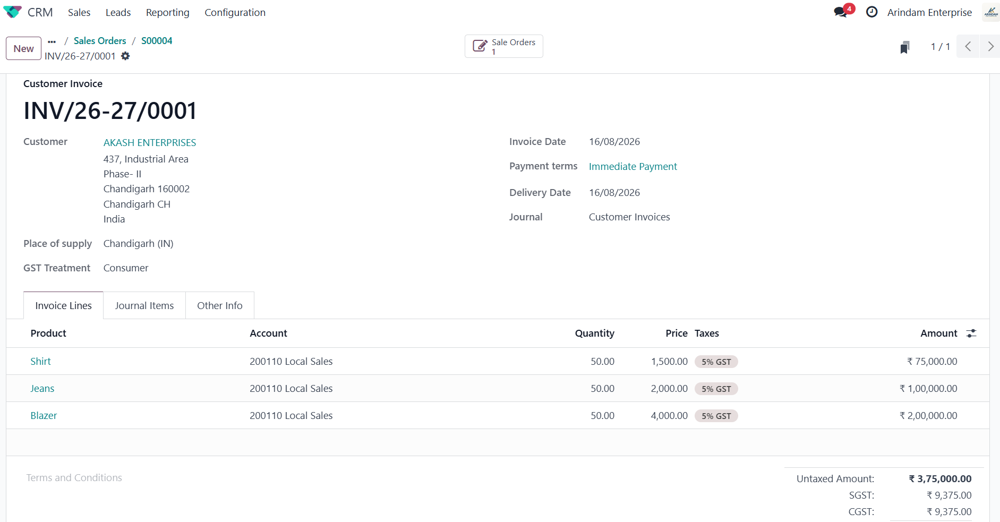 CRM Sales Leads Reporting Configuration 4 Arindam Enterprise
New ... / Sales Orders / S00004
INV/26-27/0001
Sale Orders
1
1 / 1
Customer Invoice
INV/26-27/0001
Customer AKASH ENTERPRISES
437, Industrial Area
Phase- II
Chandigarh 160002
Chandigarh CH
India
Place of supply Chandigarh (IN)
GST Treatment Consumer
Invoice Date 16/08/2026
Payment terms Immediate Payment
Delivery Date 16/08/2026
Journal Customer Invoices
Invoice Lines Journal Items Other Info
Product Account Quantity Price Taxes Amount
Shirt 200110 Local Sales 50.00 1,500.00 5% GST ₹ 75,000.00
Jeans 200110 Local Sales 50.00 2,000.00 5% GST ₹ 1,00,000.00
Blazer 200110 Local Sales 50.00 4,000.00 5% GST ₹ 2,00,000.00
Terms and Conditions
Untaxed Amount: ₹ 3,75,000.00
SGST: ₹ 9,375.00
CGST: ₹ 9,375.00